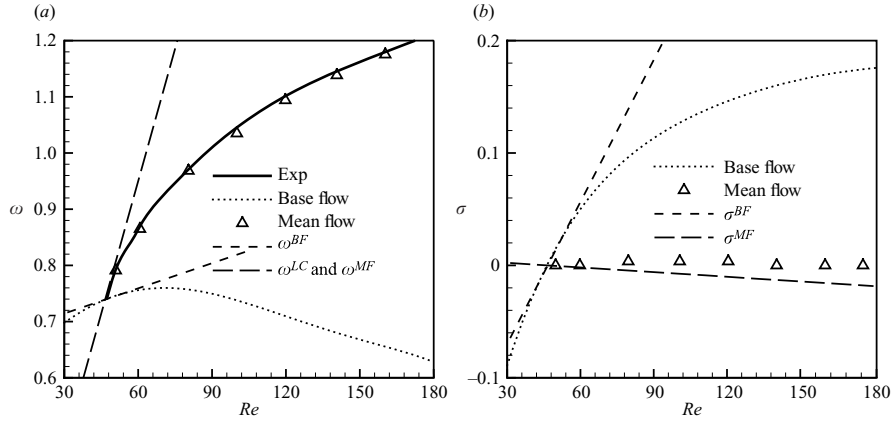 (a)
1.2
1.1
1.0
0.9
0.8
0.7
0.6
ω
30 60 90 120 150 180
Re
Exp
Base flow
Mean flow
ω^BF
ω^LC and ω^MF
(b)
0.2
0.1
0
–0.1
σ
30 60 90 120 150 180
Re
Base flow
Mean flow
σ^BF
σ^MF